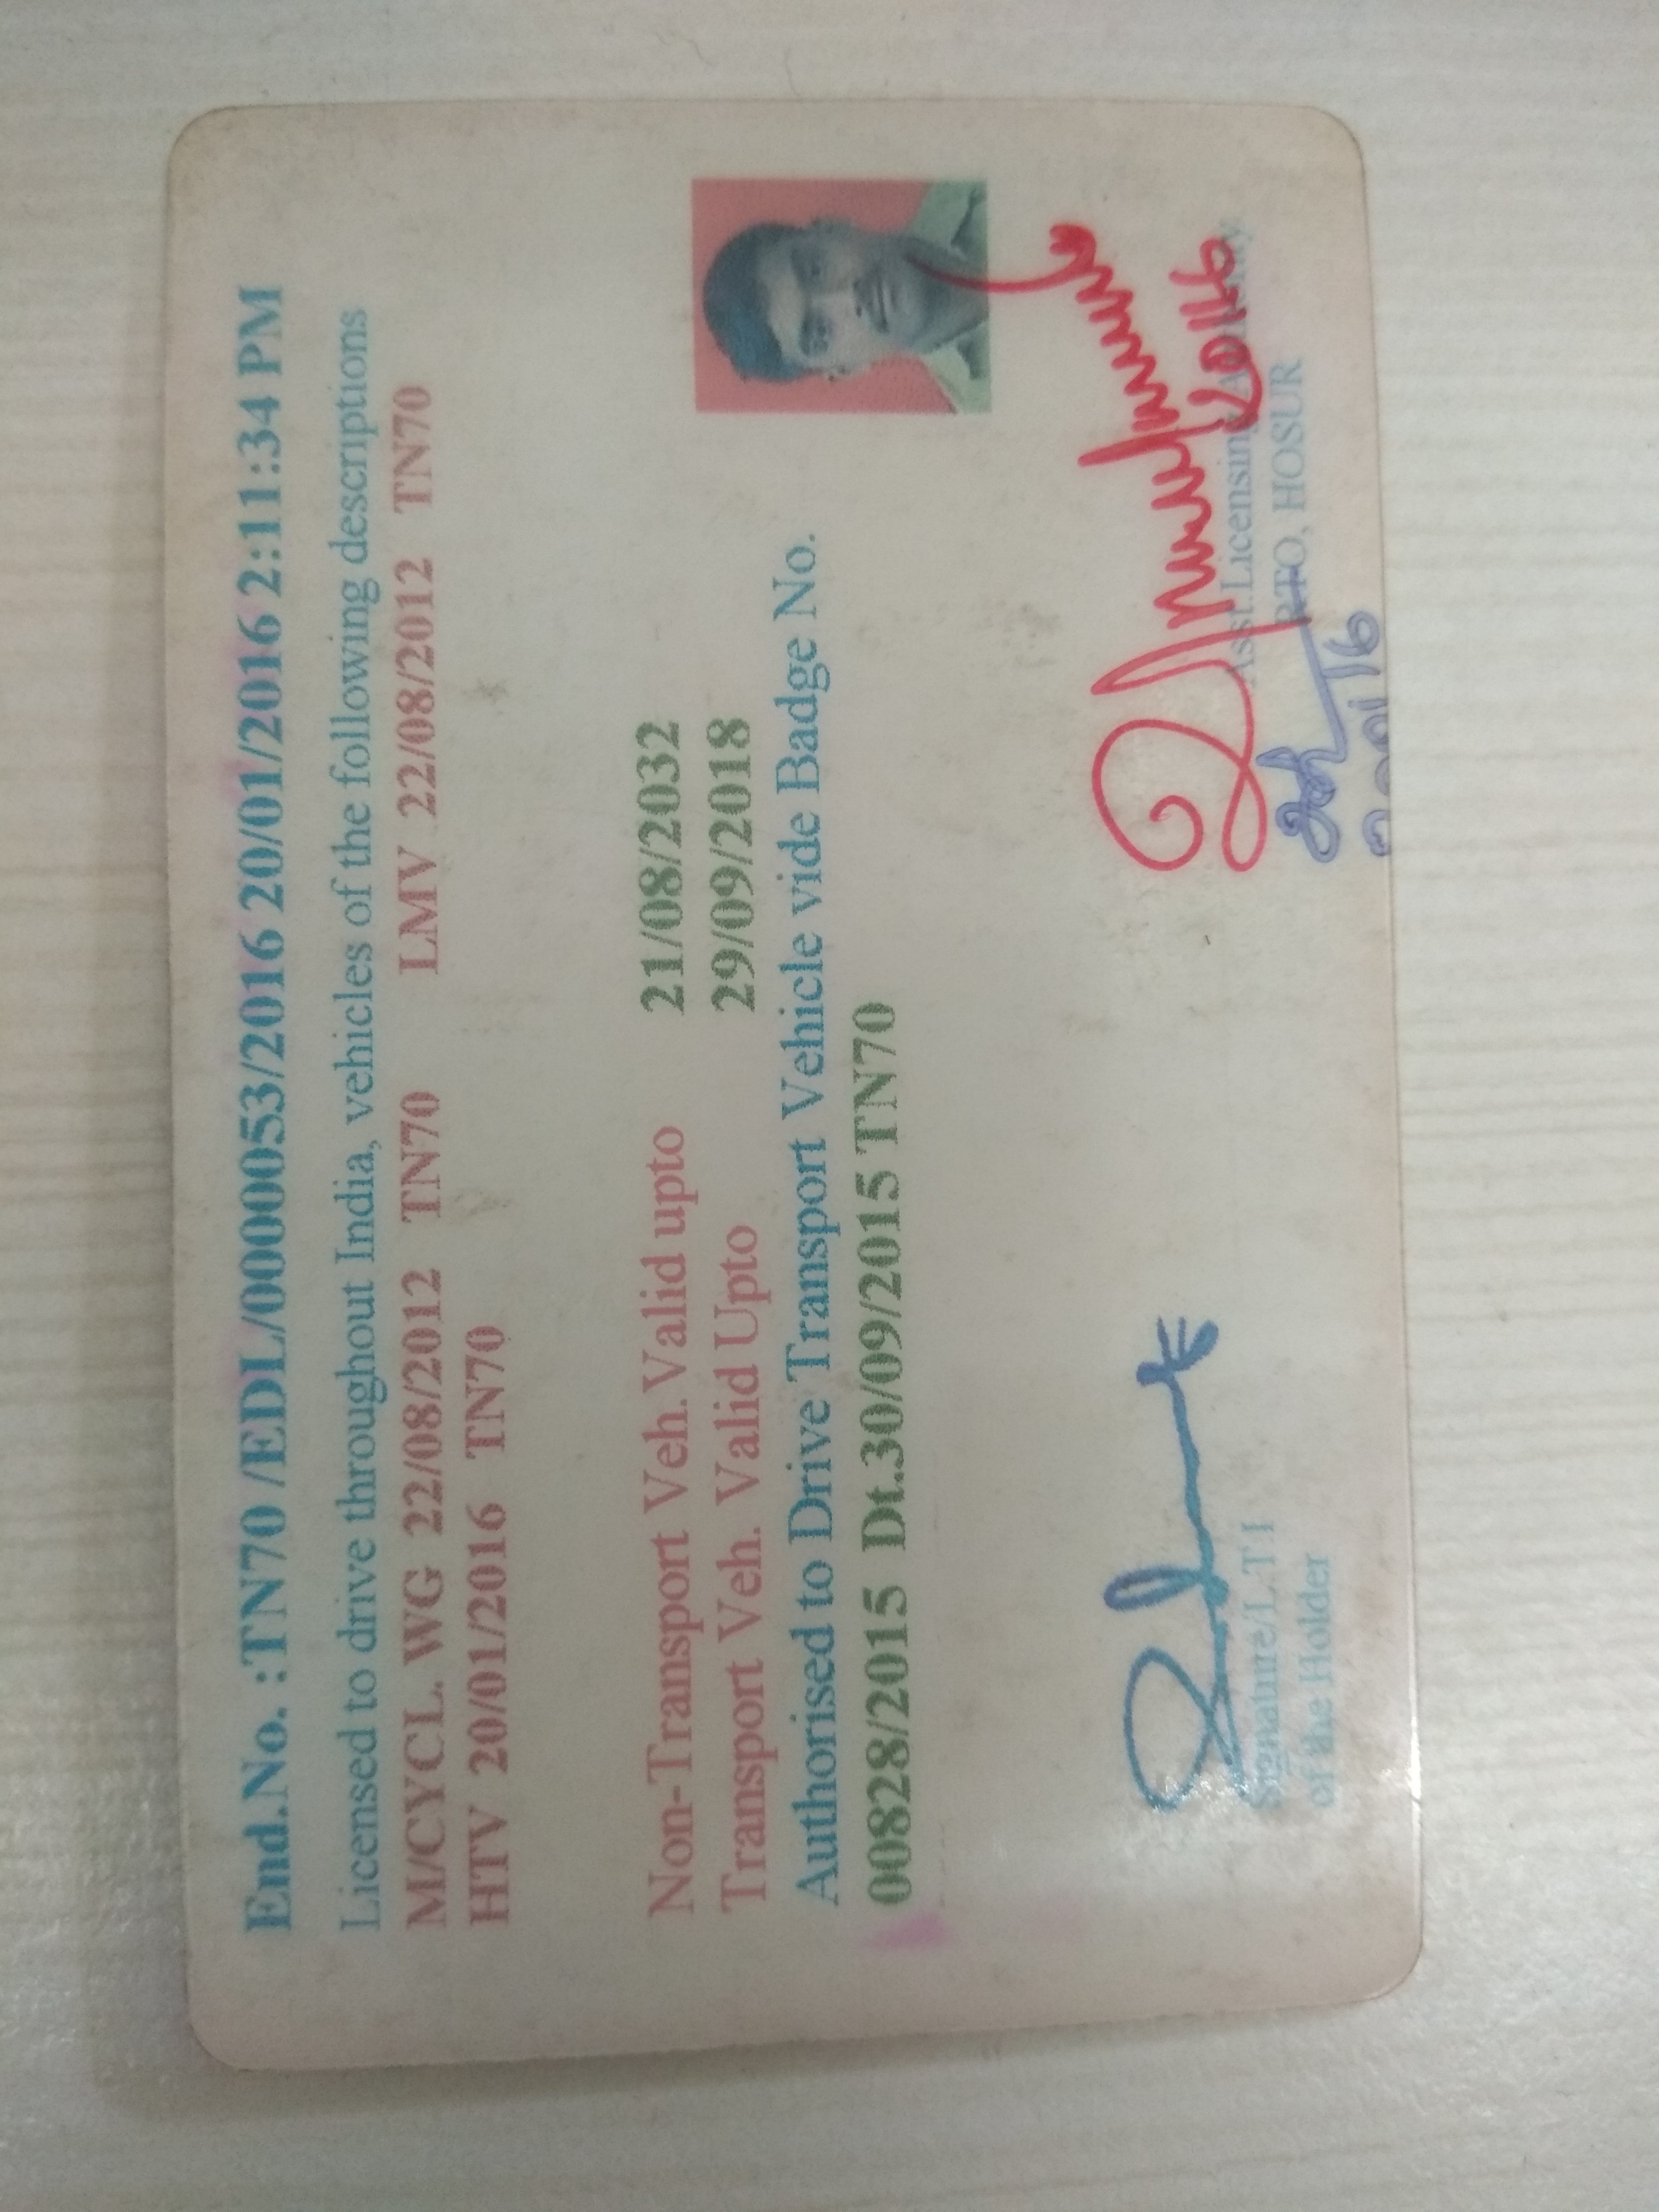 End.No. :TN70 /EDL/0000053/2016 20/01/2016 2:11:34 PM
Licensed to drive throughout India, vehicles of the following descriptions
M/CYCL. WG 22/08/2012 TN70 LMV 22/08/2012 TN70
HTV 20/01/2016 TN70
Non-Transport Veh. Valid upto 21/08/2032
Transport Veh. Valid Upto 29/09/2018
Authorised to Drive Transport Vehicle vide Badge No.
00828/2015 Dt.30/09/2015 TN70
Signature/L.T I
of the Holder
Asst.Licensing Authority
RTO, HOSUR